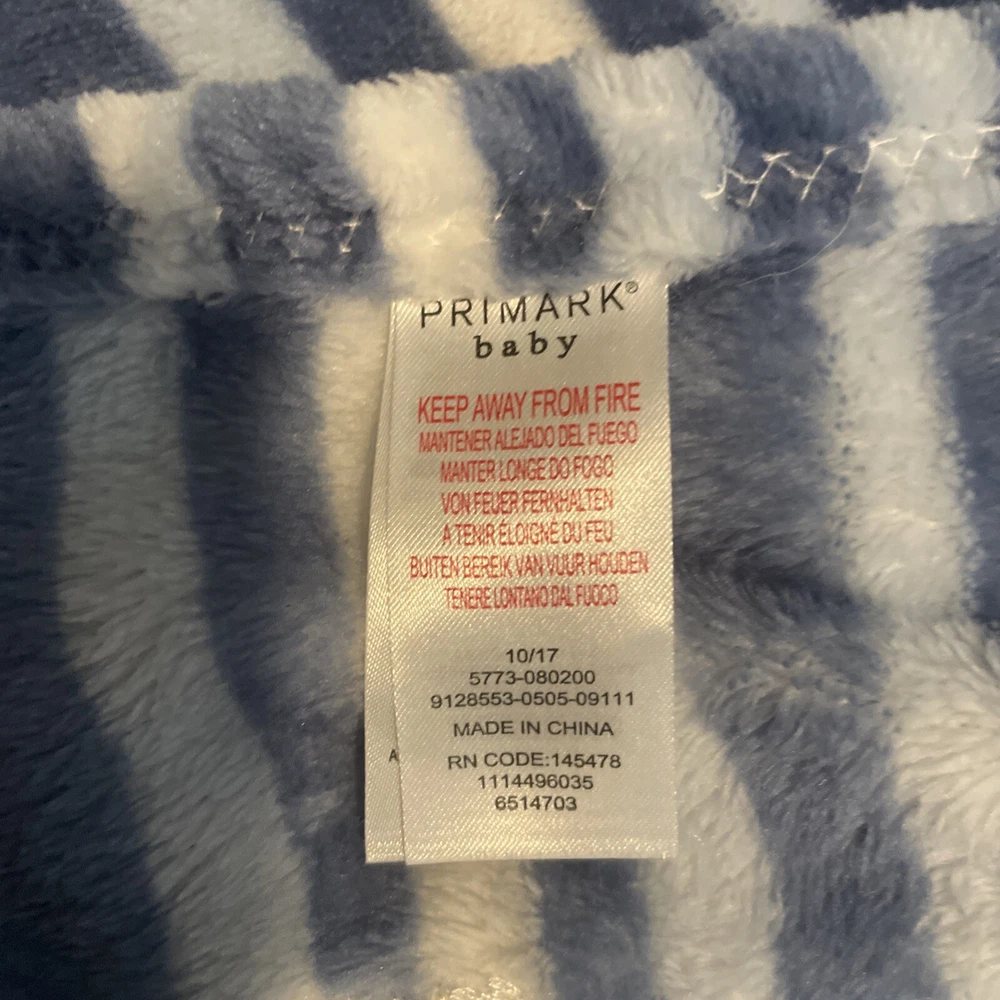 PRIMARK®
baby
KEEP AWAY FROM FIRE
MANTENER ALEJADO DEL FUEGO
MANTER LONGE DO FOGO
VON FEUER FERNHALTEN
A TENIR ÉLOIGNÉ DU FEU
BUITEN BEREIK VAN VUUR HOUDEN
TENERE LONTANO DAL FUOCO
10/17
5773-080200
9128553-0505-09111
MADE IN CHINA
A
RN CODE:145478
1114496035
6514703